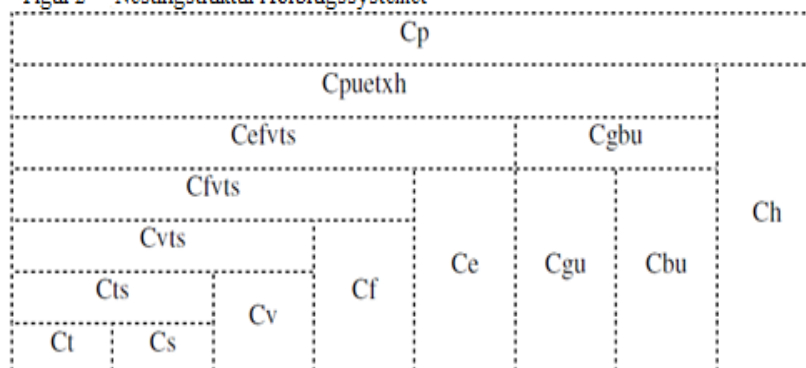 Cp
Cpuetxh
Cefvts Cgbu
Cfvts
Ch
Cvts
Ce Cgu Cbu
Cts
Cf
Cv
Ct Cs